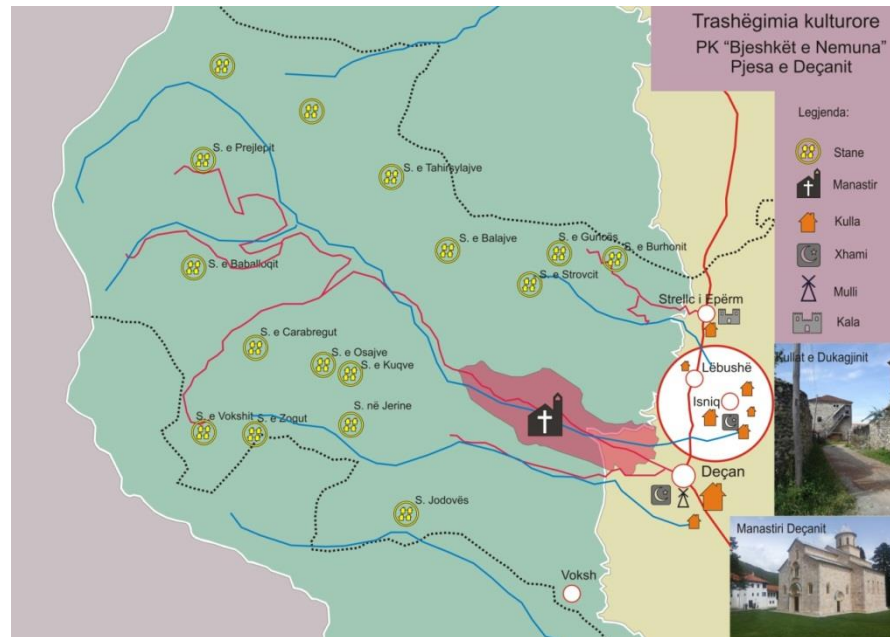 Trashëgimia kulturore
PK “Bjeshkët e Nemuna”
Pjesa e Deçanit
Legjenda:
Stane
Manastir
Kulla
Xhami
Mulli
Kala
S. e Prejlepit
S. e Tahirsylajve
S. e Balajve
S. e Burhonit
S. e Strovcit
S. e Baballoqit
Strellc i Epërm
S. e Carabregut
S. e Osajve
S. e Kuqve
Lëbushë
Isniq
Kullat e Dukagjinit
S. e Vokshit
S. e Zogut
S. në Jerine
Deçan
S. Jodovës
Manastiri Deçanit
Voksh